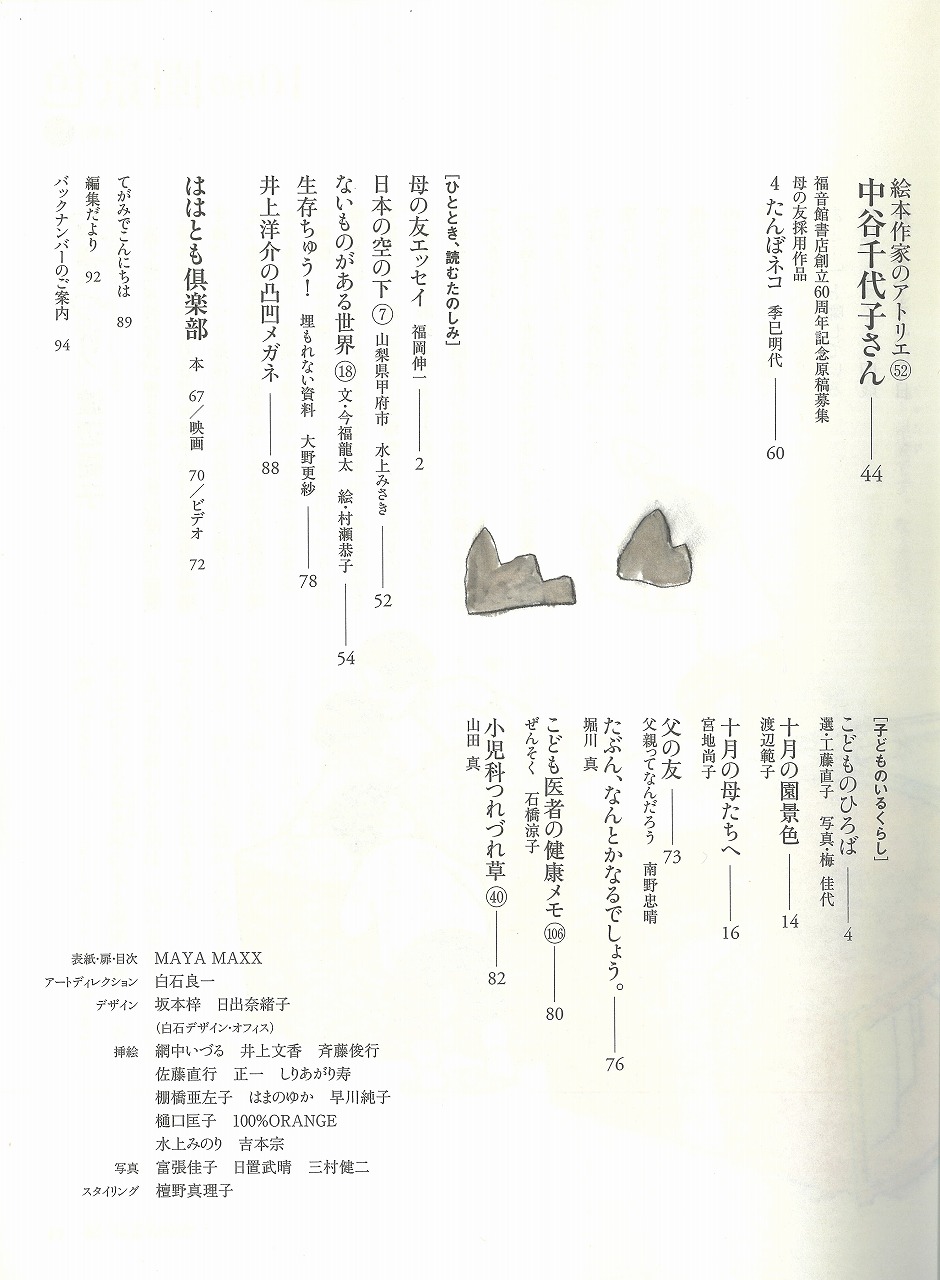 絵本作家のアトリエ㊾
中谷千代子さん――44
福音館書店創立60周年記念原稿募集
母の友採用作品
4 たんぼネコ 季巳明代――60
[ひととき、読むたのしみ]
母の友エッセイ 福岡伸一――2
日本の空の下⑦ 山梨県甲府市 水上みさき――52
ないものがある世界⑱ 文・今福龍太 絵・村瀬恭子――54
生存ちゅう! 埋もれない資料 大野更紗――78
井上洋介の凸凹メガネ――88
ははとも倶楽部 本 67/映画 70/ビデオ 72
てがみでこんにちは 89
編集だより 92
バックナンバーのご案内 94
[子どものいるくらし]
こどものひろば――4
選・工藤直子 写真・梅 佳代
十月の園景色――14
渡辺範子
十月の母たちへ――16
宮地尚子
父の友――73
父親ってなんだろう 南野忠晴
たぶん、なんとかなるでしょう。――76
堀川 真
こども医者の健康メモ(106)――80
ぜんそく 石橋涼子
小児科つれづれ草㊵――82
山田 真
表紙・扉・目次 MAYA MAXX
アートディレクション 白石良一
デザイン 坂本梓 日出奈緒子
(白石デザイン・オフィス)
挿絵 網中いづる 井上文香 斉藤俊行
佐藤直行 正一 しりあがり寿
棚橋亜左子 はまのゆか 早川純子
樋口匡子 100%ORANGE
水上みのり 吉本宗
写真 富張佳子 日置武晴 三村健二
スタイリング 檀野真理子